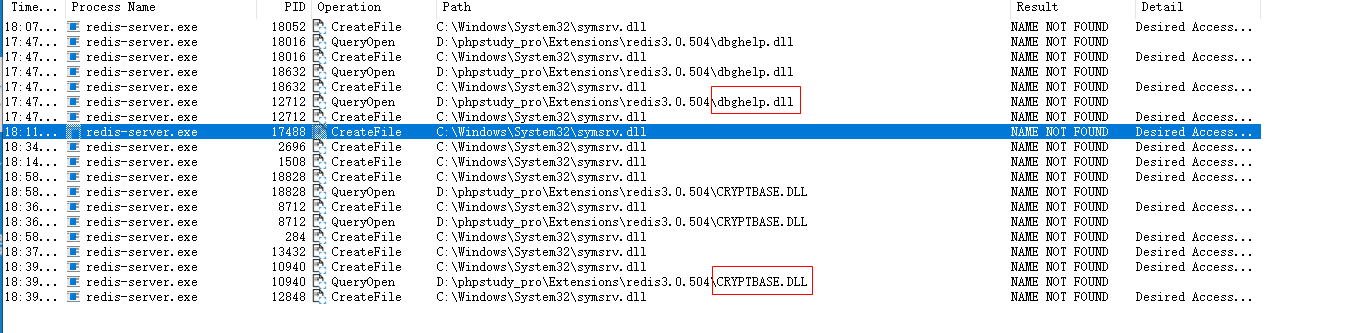 Time... Process Name PID Operation Path Result Detail
18:07... redis-server.exe 18052 CreateFile C:\Windows\System32\symsrv.dll NAME NOT FOUND Desired Access...
17:47... redis-server.exe 18016 QueryOpen D:\phpstudy_pro\Extensions\redis3.0.504\dbghelp.dll NAME NOT FOUND
17:47... redis-server.exe 18016 CreateFile C:\Windows\System32\symsrv.dll NAME NOT FOUND Desired Access...
17:47... redis-server.exe 18632 QueryOpen D:\phpstudy_pro\Extensions\redis3.0.504\dbghelp.dll NAME NOT FOUND
17:47... redis-server.exe 18632 CreateFile C:\Windows\System32\symsrv.dll NAME NOT FOUND Desired Access...
17:47... redis-server.exe 12712 QueryOpen D:\phpstudy_pro\Extensions\redis3.0.504\dbghelp.dll NAME NOT FOUND
17:47... redis-server.exe 12712 CreateFile C:\Windows\System32\symsrv.dll NAME NOT FOUND Desired Access...
18:11... redis-server.exe 17488 CreateFile C:\Windows\System32\symsrv.dll NAME NOT FOUND Desired Access...
18:34... redis-server.exe 2696 CreateFile C:\Windows\System32\symsrv.dll NAME NOT FOUND Desired Access...
18:14... redis-server.exe 1508 CreateFile C:\Windows\System32\symsrv.dll NAME NOT FOUND Desired Access...
18:58... redis-server.exe 18828 CreateFile C:\Windows\System32\symsrv.dll NAME NOT FOUND Desired Access...
18:58... redis-server.exe 18828 QueryOpen D:\phpstudy_pro\Extensions\redis3.0.504\CRYPTBASE.DLL NAME NOT FOUND
18:36... redis-server.exe 8712 CreateFile C:\Windows\System32\symsrv.dll NAME NOT FOUND Desired Access...
18:36... redis-server.exe 8712 QueryOpen D:\phpstudy_pro\Extensions\redis3.0.504\CRYPTBASE.DLL NAME NOT FOUND
18:58... redis-server.exe 284 CreateFile C:\Windows\System32\symsrv.dll NAME NOT FOUND Desired Access...
18:37... redis-server.exe 13432 CreateFile C:\Windows\System32\symsrv.dll NAME NOT FOUND Desired Access...
18:39... redis-server.exe 10940 CreateFile C:\Windows\System32\symsrv.dll NAME NOT FOUND Desired Access...
18:39... redis-server.exe 10940 QueryOpen D:\phpstudy_pro\Extensions\redis3.0.504\CRYPTBASE.DLL NAME NOT FOUND
18:39... redis-server.exe 12848 CreateFile C:\Windows\System32\symsrv.dll NAME NOT FOUND Desired Access...